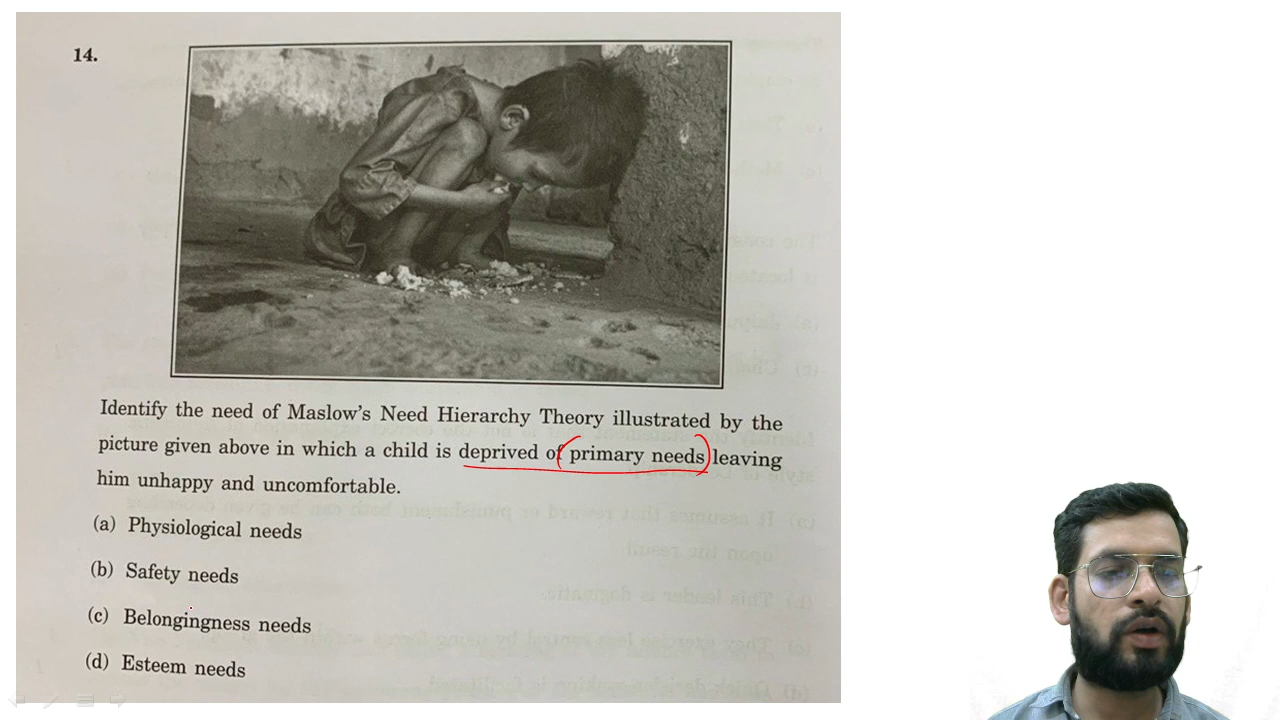 14.
Identify the need of Maslow's Need Hierarchy Theory illustrated by the
picture given above in which a child is deprived of primary needs leaving
him unhappy and uncomfortable.
(a) Physiological needs
(b) Safety needs
(c) Belongingness needs
(d) Esteem needs